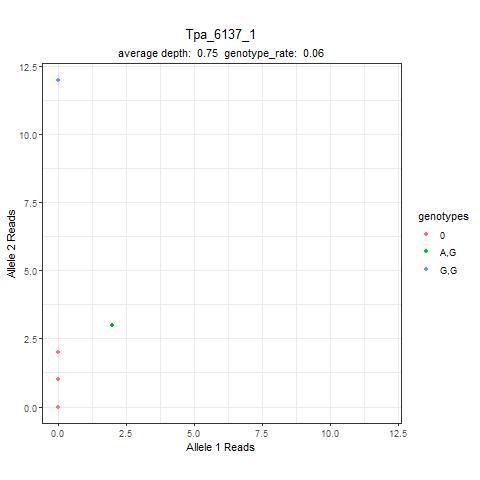 Tpa_6137_1
average depth: 0.75 genotype_rate: 0.06
12.5
10.0
7.5
5.0
2.5
0.0
Allele 2 Reads
0.0 2.5 5.0 7.5 10.0 12.5
Allele 1 Reads
genotypes
0
A,G
G,G